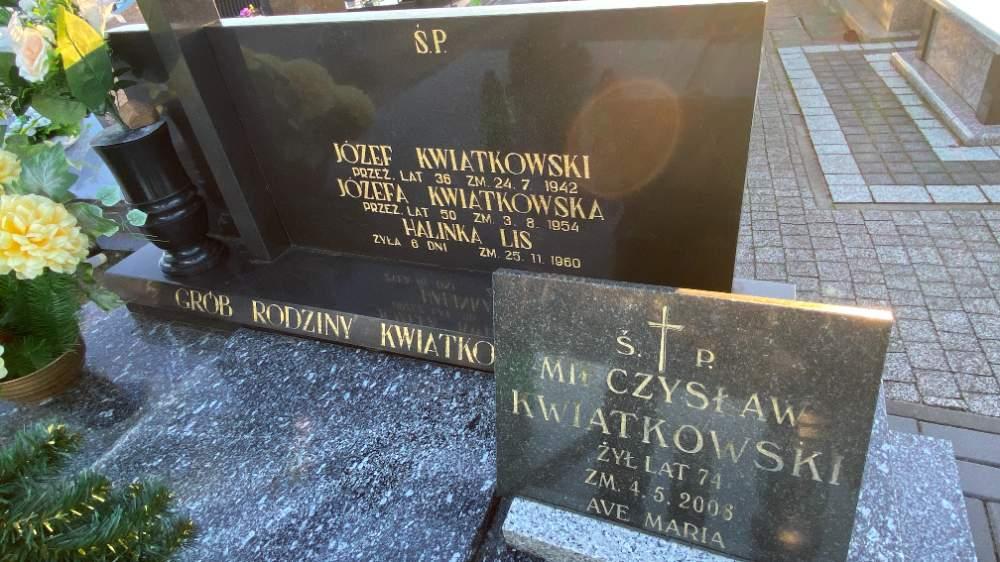 Ś.P.
JÓZEF KWIATKOWSKI
PRZEŻ. LAT 36 ZM. 24. 7. 1942
JÓZEFA KWIATKOWSKA
PRZEŻ. LAT 50 ZM. 3. 8. 1954
HALINKA LIS
ŻYŁA 6 DNI ZM. 25. 11. 1960
GRÓB RODZINY KWIATKO
Ś. P.
MIECZYSŁAW
KWIATKOWSKI
ŻYŁ LAT 74
ZM. 4. 5.
AVE MARIA